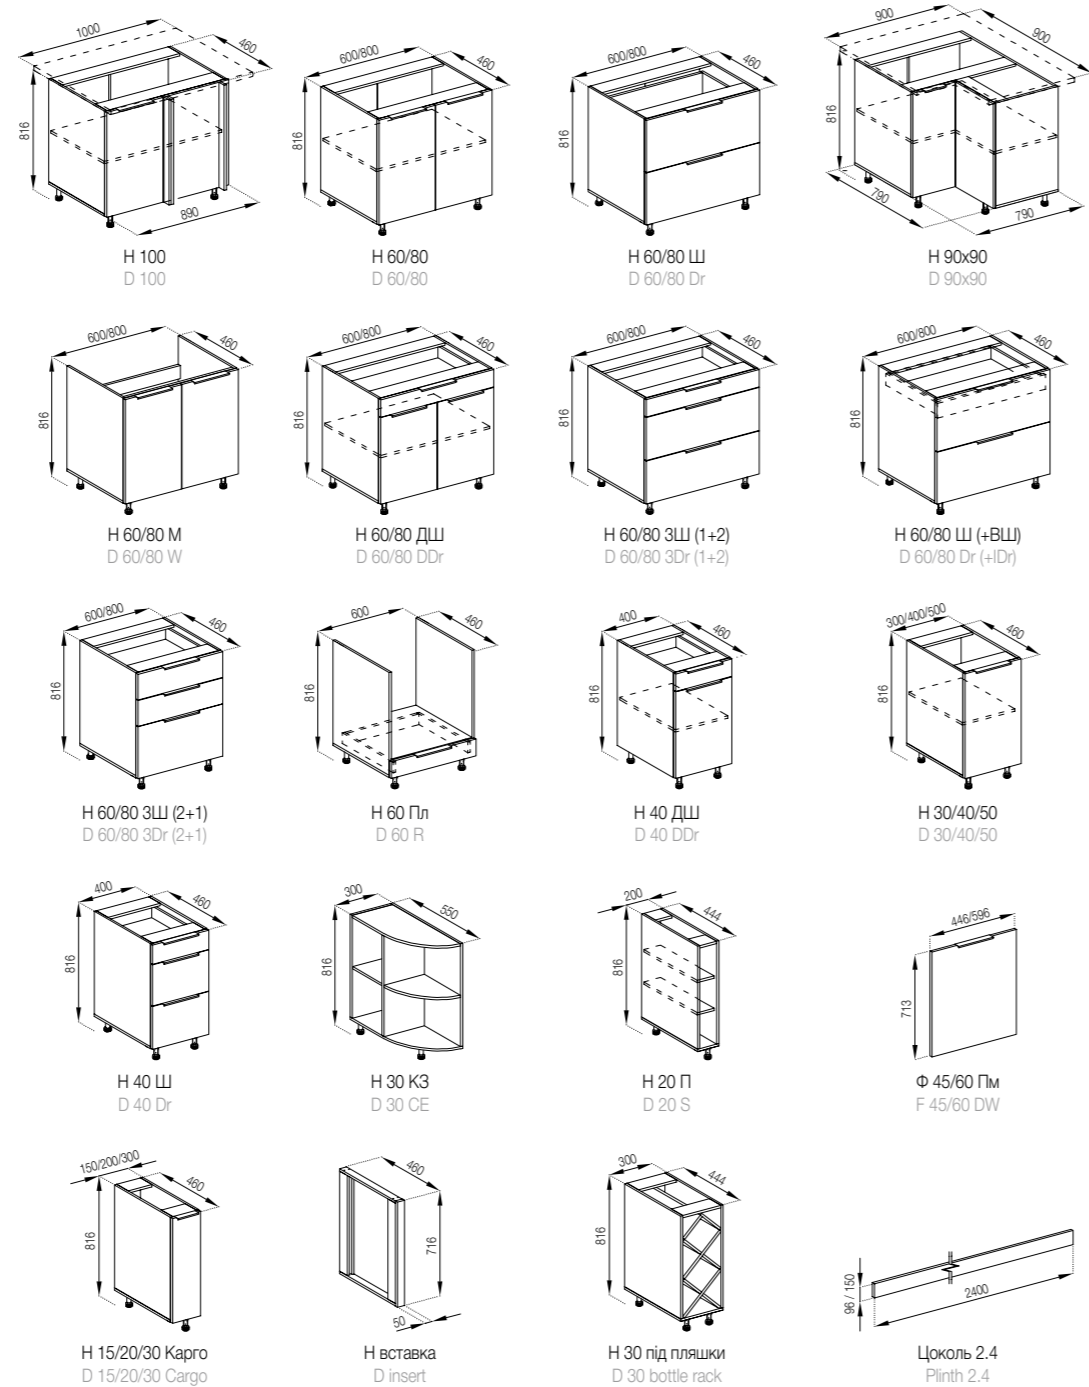 1000
460
816
890
Н 100
D 100
600/800
460
816
Н 60/80
D 60/80
600/800
460
816
Н 60/80 Ш
D 60/80 Dr
900
900
816
790
790
Н 90x90
D 90x90
600/800
460
816
Н 60/80 М
D 60/80 W
600/800
460
816
Н 60/80 ДШ
D 60/80 DDr
600/800
460
816
Н 60/80 3Ш (1+2)
D 60/80 3Dr (1+2)
600/800
460
816
Н 60/80 Ш (+ВШ)
D 60/80 Dr (+IDr)
600/800
460
816
Н 60/80 3Ш (2+1)
D 60/80 3Dr (2+1)
600
460
816
Н 60 Пл
D 60 R
400
460
816
Н 40 ДШ
D 40 DDr
300/400/500
460
816
Н 30/40/50
D 30/40/50
400
460
816
Н 40 Ш
D 40 Dr
300
550
816
Н 30 КЗ
D 30 CE
200
444
816
Н 20 П
D 20 S
446/596
713
Ф 45/60 Пм
F 45/60 DW
150/200/300
460
816
Н 15/20/30 Карго
D 15/20/30 Cargo
460
716
50
Н вставка
D insert
300
444
816
Н 30 під пляшки
D 30 bottle rack
96 / 150
2400
Цоколь 2.4
Plinth 2.4